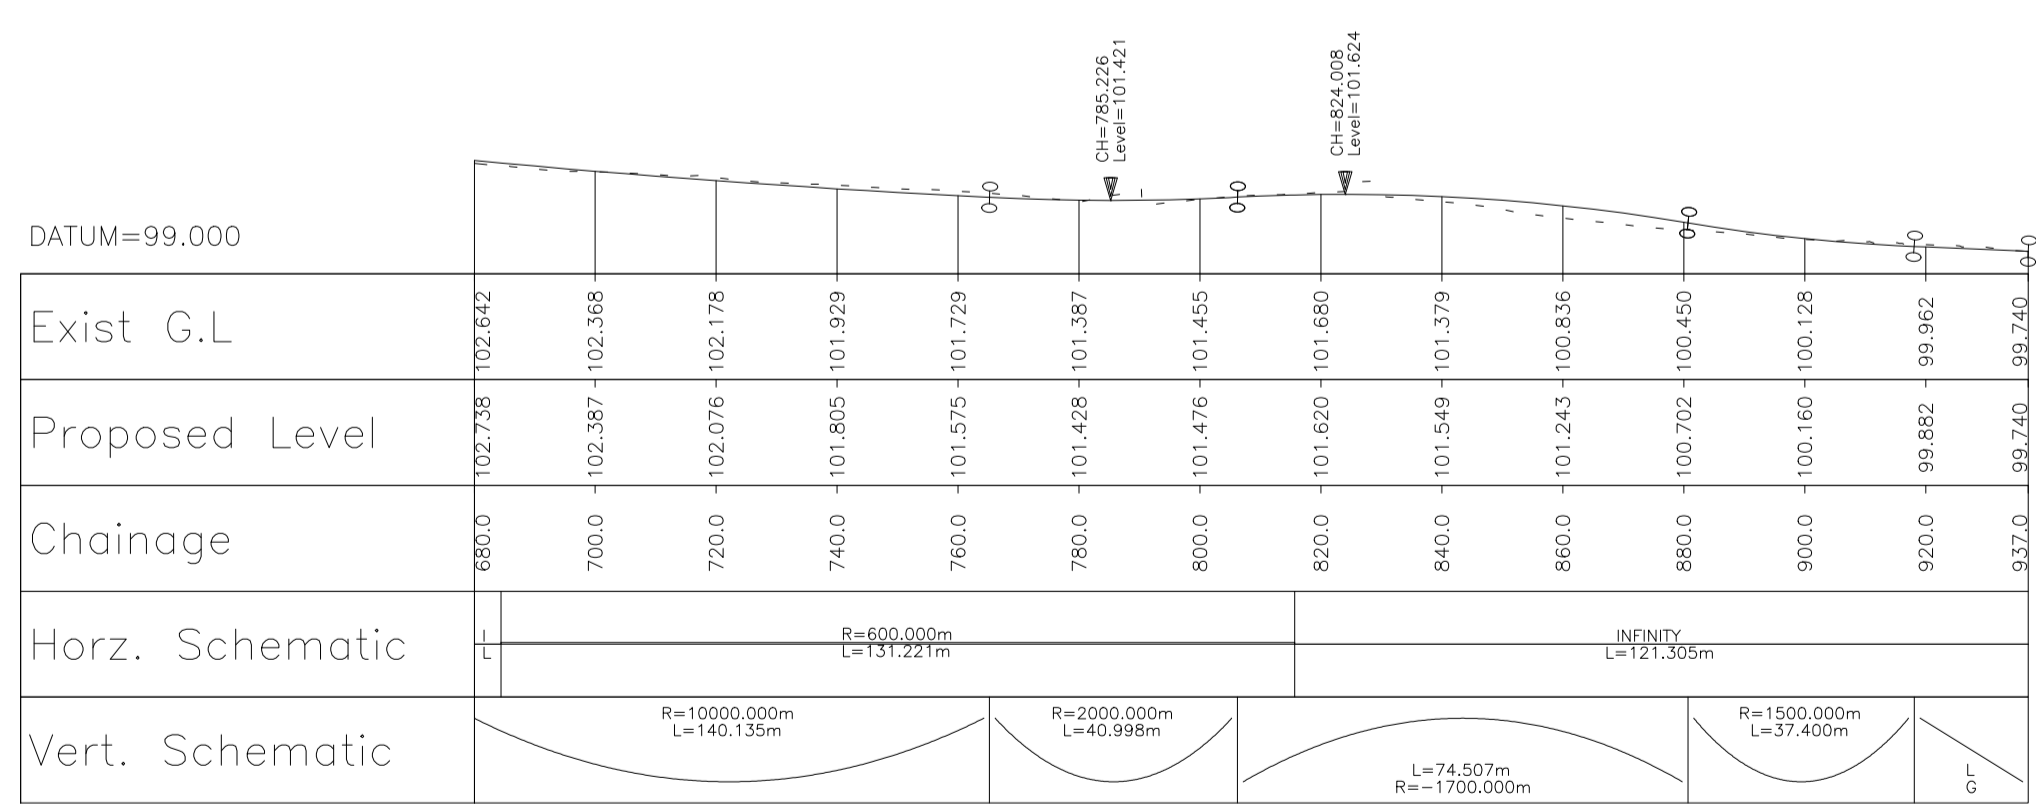 CH=785.226
Level=101.421
CH=824.008
Level=101.624
DATUM=99.000
Exist G.L
102.642 102.368 102.178 101.929 101.729 101.387 101.455 101.680 101.379 100.836 100.450 100.128 99.962 99.740
Proposed Level
102.738 102.387 102.076 101.805 101.575 101.428 101.476 101.620 101.549 101.243 100.702 100.160 99.882 99.740
Chainage
680.0 700.0 720.0 740.0 760.0 780.0 800.0 820.0 840.0 860.0 880.0 900.0 920.0 937.0
Horz. Schematic
I
L
R=600.000m
L=131.221m
INFINITY
L=121.305m
Vert. Schematic
R=10000.000m
L=140.135m
R=2000.000m
L=40.998m
L=74.507m
R=-1700.000m
R=1500.000m
L=37.400m
L
G